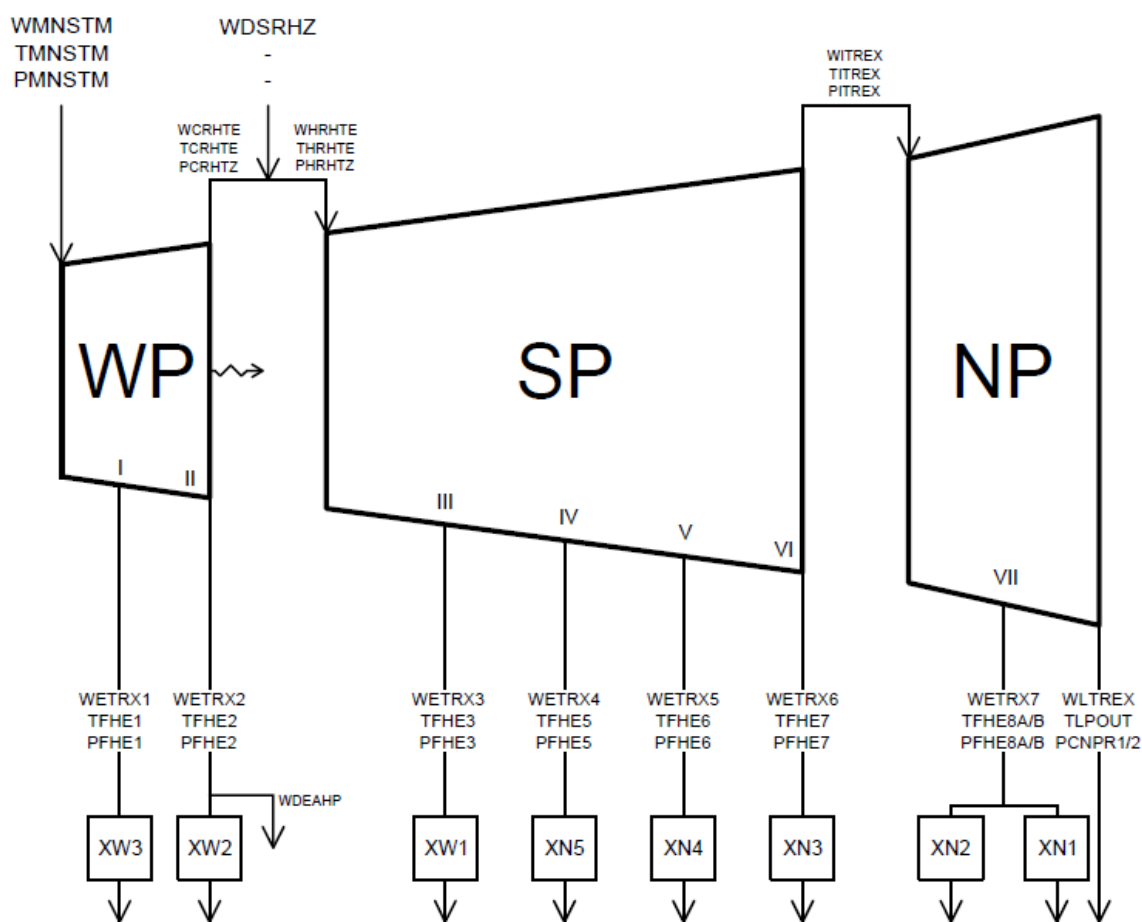 WMNSTM
TMNSTM
PMNSTM
WDSRHZ
-
-
WITREX
TITREX
PITREX
WCRHTE
TCRHTE
PCRHTZ
WHRHTE
THRHTE
PHRHTZ
WP
SP
NP
I
II
III
IV
V
VI
VII
WETRX1
TFHE1
PFHE1
WETRX2
TFHE2
PFHE2
WETRX3
TFHE3
PFHE3
WETRX4
TFHE5
PFHE5
WETRX5
TFHE6
PFHE6
WETRX6
TFHE7
PFHE7
WETRX7
TFHE8A/B
PFHE8A/B
WLTREX
TLPOUT
PCNPR1/2
WDEAHP
XW3
XW2
XW1
XN5
XN4
XN3
XN2
XN1